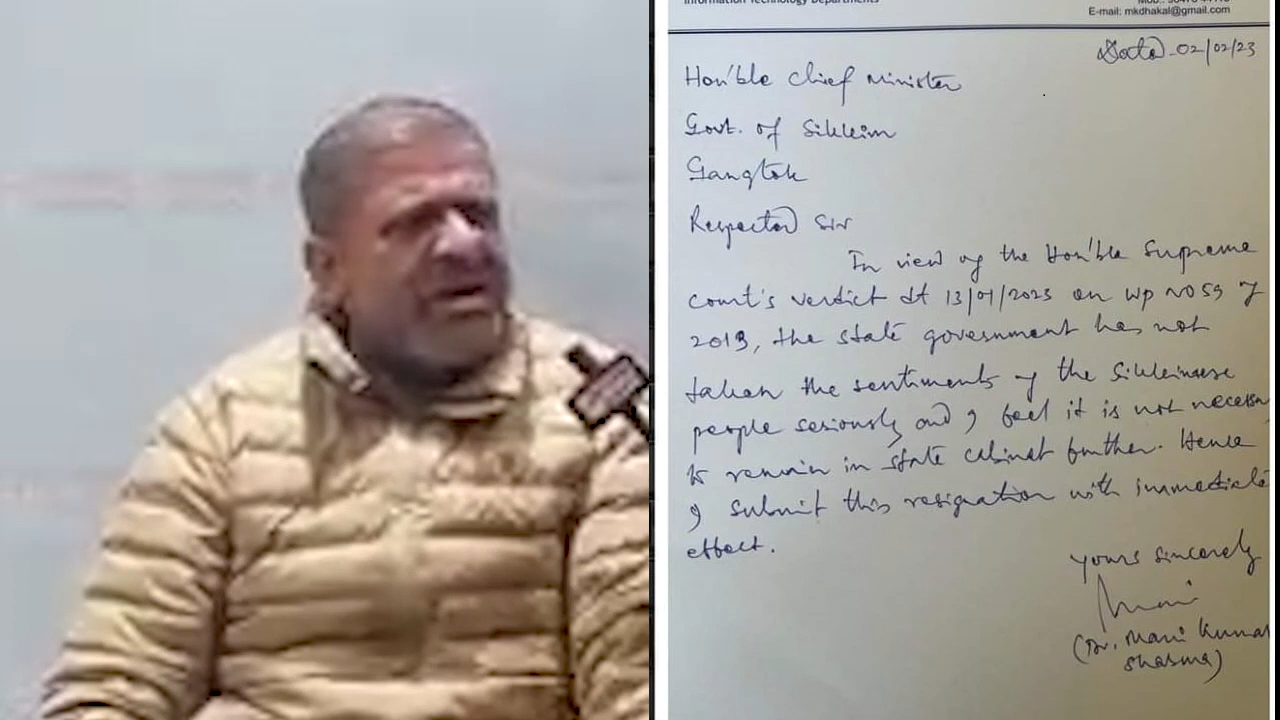 Information Technology Departments
E-mail: mkdhakal@gmail.com
Date 02/02/23
Hon'ble Chief Minister
Govt. of Sikkim
Gangtok
Respected Sir
In view of the Hon'ble Supreme
court's verdict dt 13/01/2023 on WP NO 59 of
2013, the state government has not
taken the sentiments of the Sikkimese
people seriously and I feel it is not necessa
to remain in state cabinet further. Hence
I submit this resignation with immediate
effect.
Yours sincerely
Mani
(Dr. Mani Kumar
Sharma)